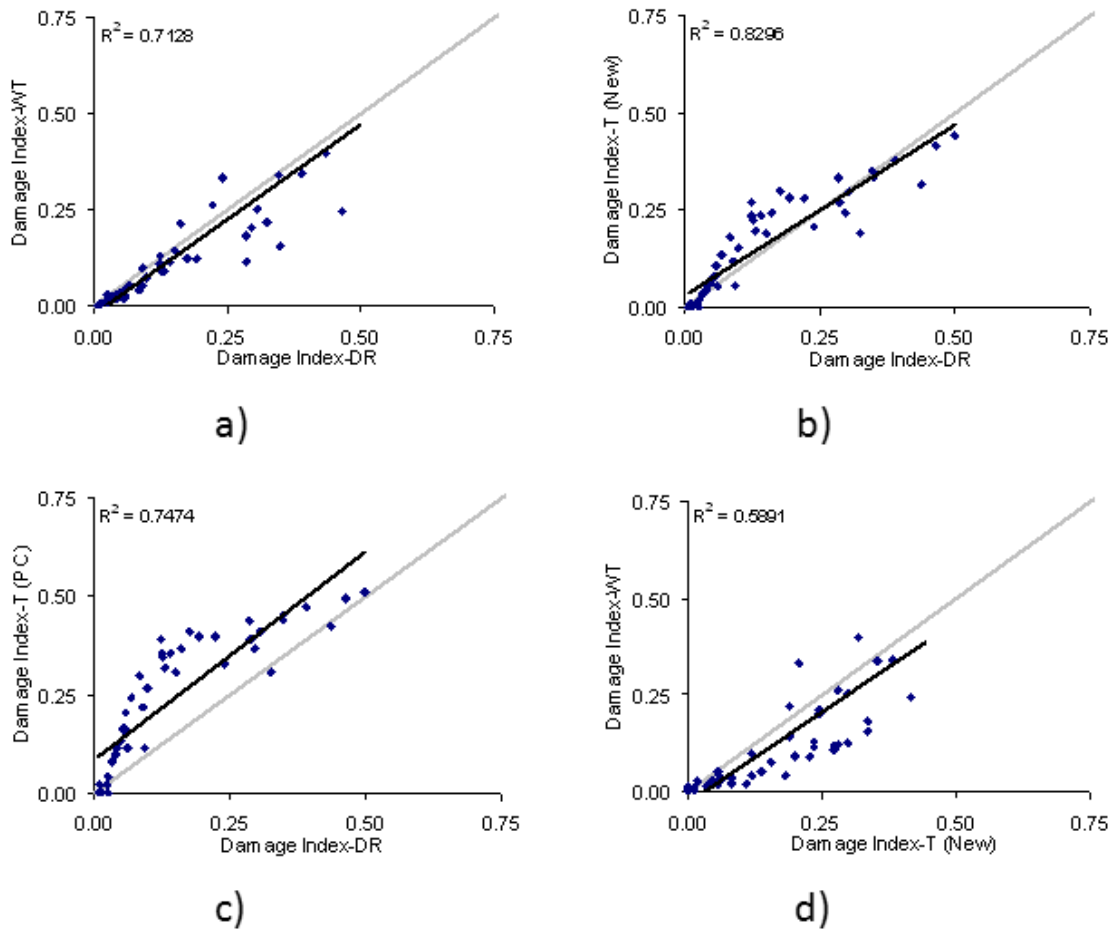 0.75
R² = 0.7128
0.50
0.25
0.00
Damage Index-WT
0.00 0.25 0.50 0.75
Damage Index-DR
a)
0.75
R² = 0.8296
0.50
0.25
0.00
Damage Index-T (New)
0.00 0.25 0.50 0.75
Damage Index-DR
b)
0.75
R² = 0.7474
0.50
0.25
0.00
Damage Index-T (PC)
0.00 0.25 0.50 0.75
Damage Index-DR
c)
0.75
R² = 0.5891
0.50
0.25
0.00
Damage Index-WT
0.00 0.25 0.50 0.75
Damage Index-T (New)
d)